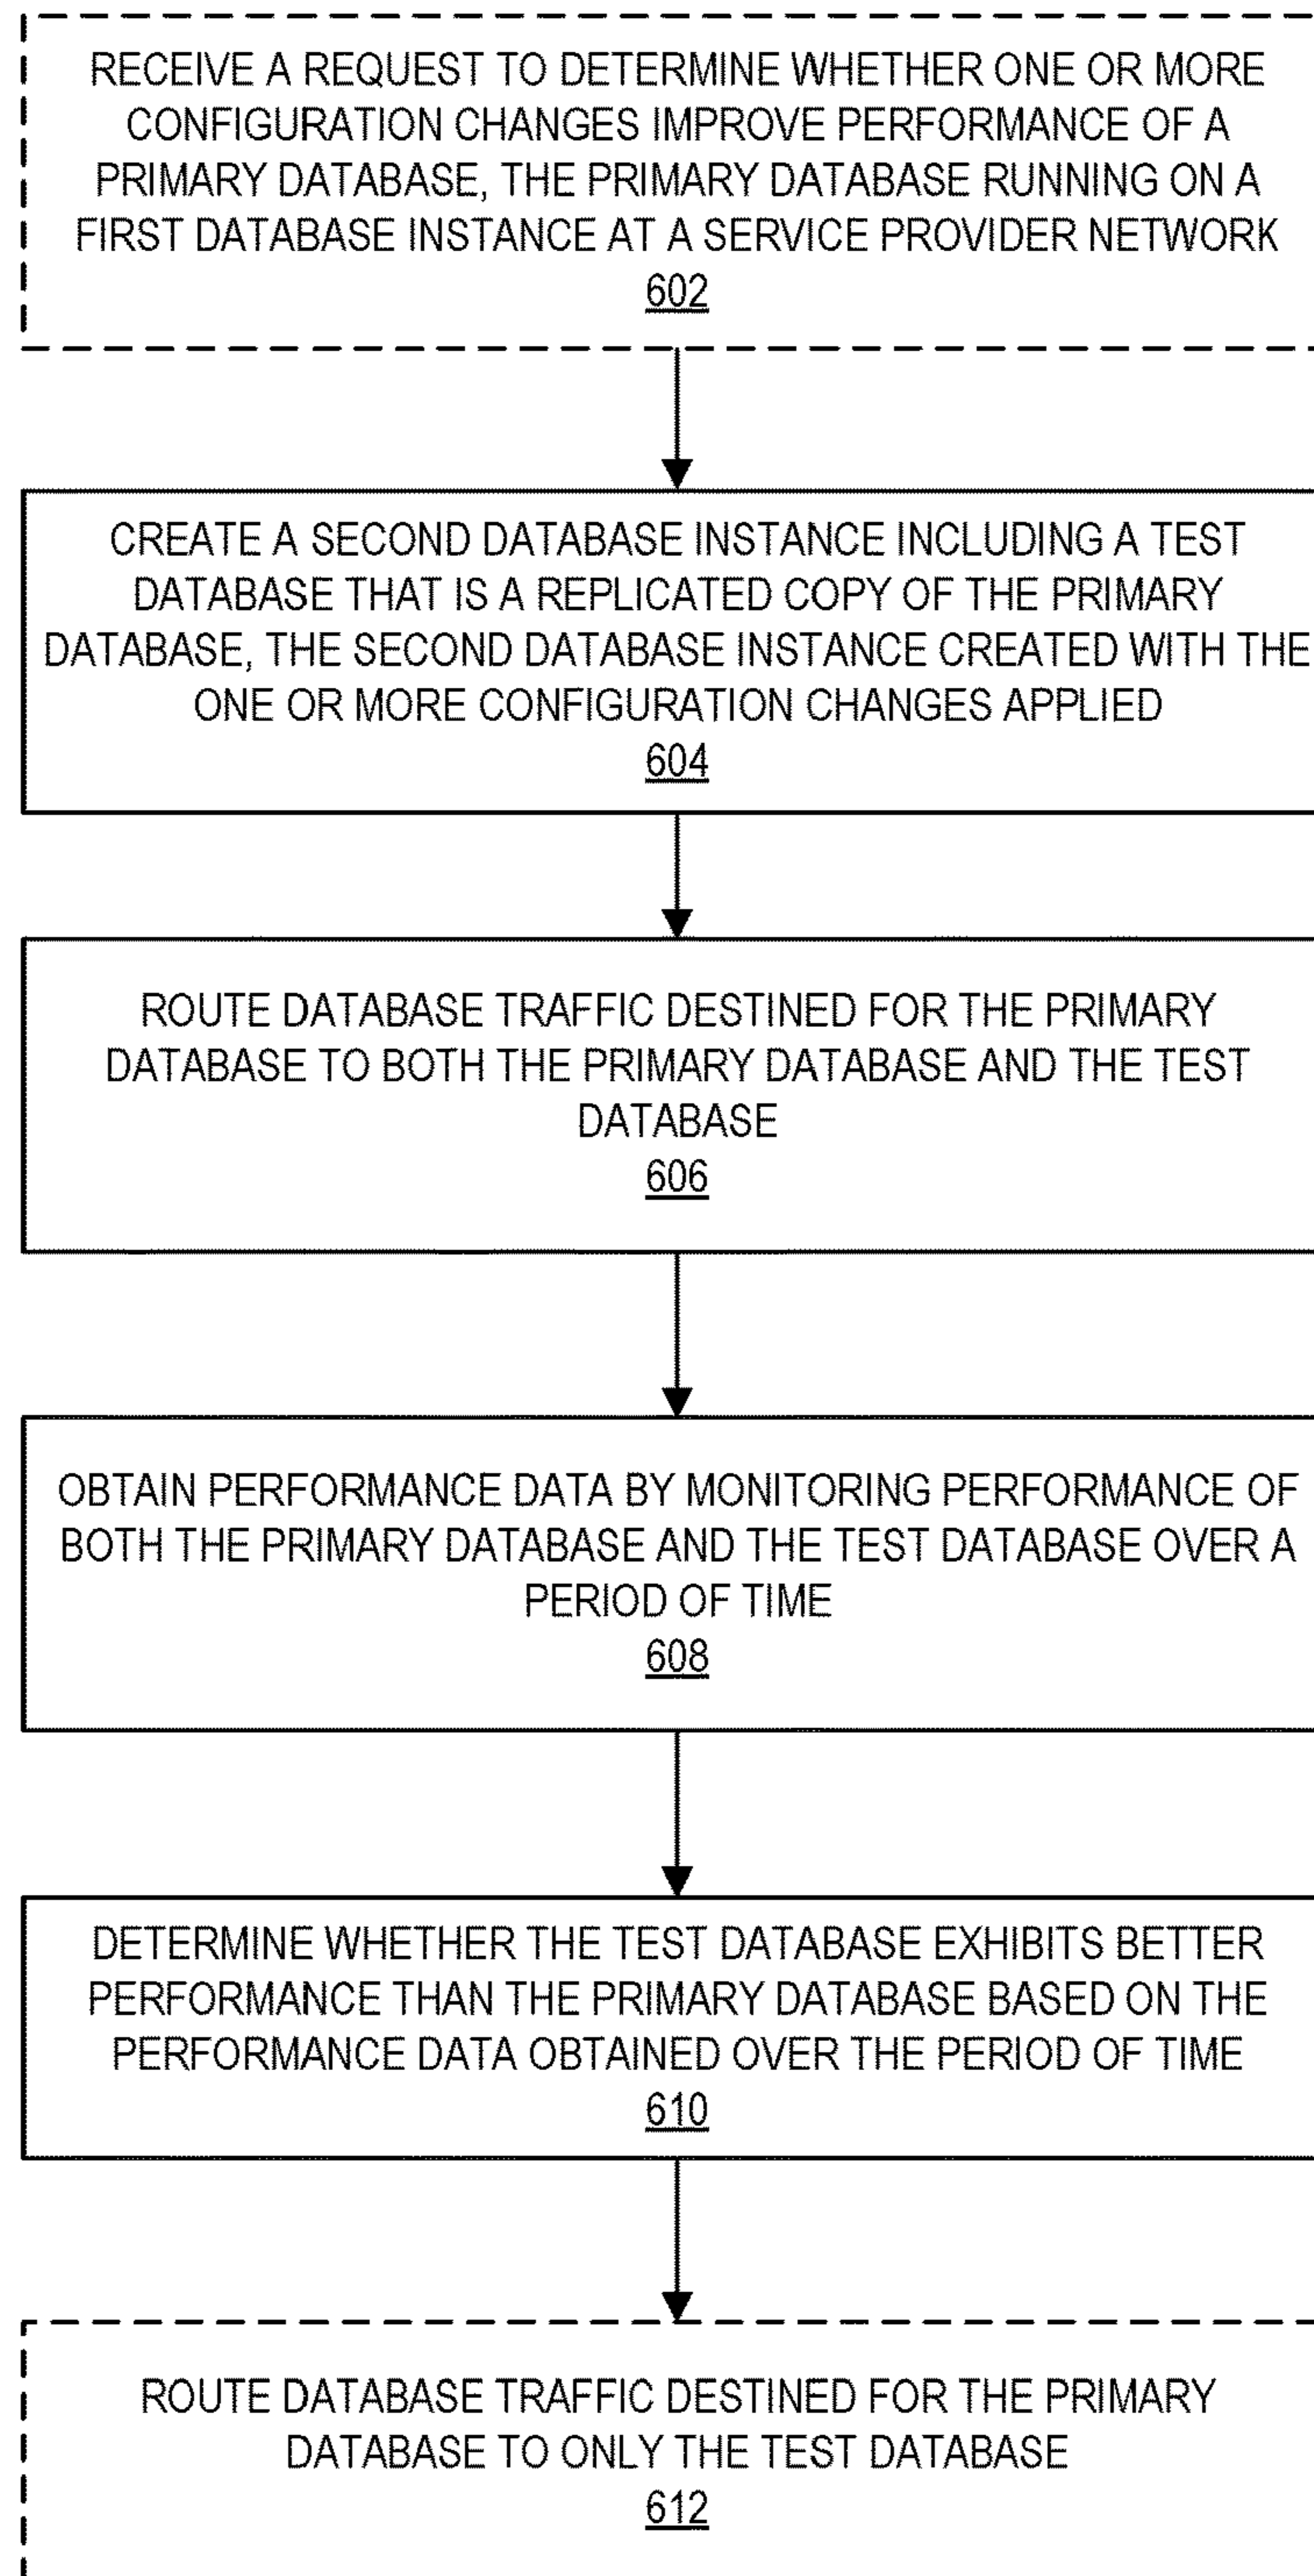 RECEIVE A REQUEST TO DETERMINE WHETHER ONE OR MORE
CONFIGURATION CHANGES IMPROVE PERFORMANCE OF A
PRIMARY DATABASE, THE PRIMARY DATABASE RUNNING ON A
FIRST DATABASE INSTANCE AT A SERVICE PROVIDER NETWORK
602
CREATE A SECOND DATABASE INSTANCE INCLUDING A TEST
DATABASE THAT IS A REPLICATED COPY OF THE PRIMARY
DATABASE, THE SECOND DATABASE INSTANCE CREATED WITH THE
ONE OR MORE CONFIGURATION CHANGES APPLIED
604
ROUTE DATABASE TRAFFIC DESTINED FOR THE PRIMARY
DATABASE TO BOTH THE PRIMARY DATABASE AND THE TEST
DATABASE
606
OBTAIN PERFORMANCE DATA BY MONITORING PERFORMANCE OF
BOTH THE PRIMARY DATABASE AND THE TEST DATABASE OVER A
PERIOD OF TIME
608
DETERMINE WHETHER THE TEST DATABASE EXHIBITS BETTER
PERFORMANCE THAN THE PRIMARY DATABASE BASED ON THE
PERFORMANCE DATA OBTAINED OVER THE PERIOD OF TIME
610
ROUTE DATABASE TRAFFIC DESTINED FOR THE PRIMARY
DATABASE TO ONLY THE TEST DATABASE
612